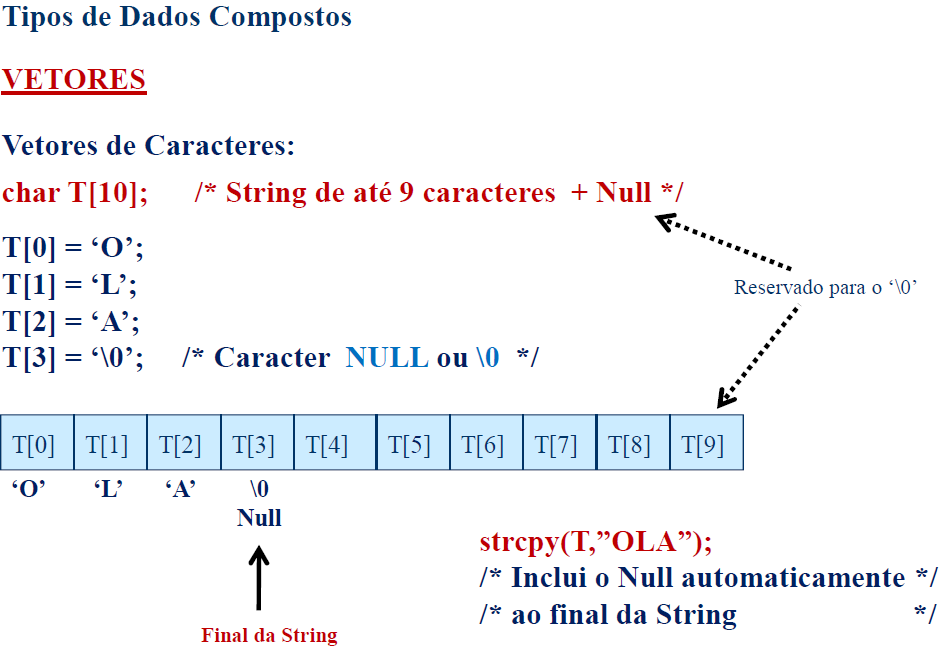 Tipos de Dados Compostos
VETORES
Vetores de Caracteres:
char T[10]; /* String de até 9 caracteres + Null */
T[0] = ‘O’;
T[1] = ‘L’;
T[2] = ‘A’;
T[3] = ‘\0’; /* Caracter NULL ou \0 */
Reservado para o ‘\0’
T[0] T[1] T[2] T[3] T[4] T[5] T[6] T[7] T[8] T[9]
‘O’ ‘L’ ‘A’ \0
Null
Final da String
strcpy(T,”OLA”);
/* Inclui o Null automaticamente */
/* ao final da String */